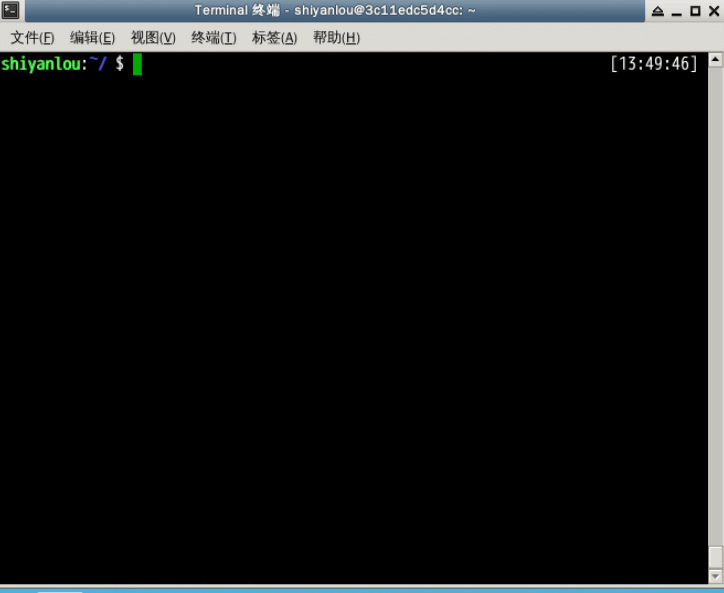 Terminal 终端 - shiyanlou@3c11edc5d4cc: ~
文件(F) 编辑(E) 视图(V) 终端(T) 标签(A) 帮助(H)
shiyanlou:~/ $ [13:49:46]